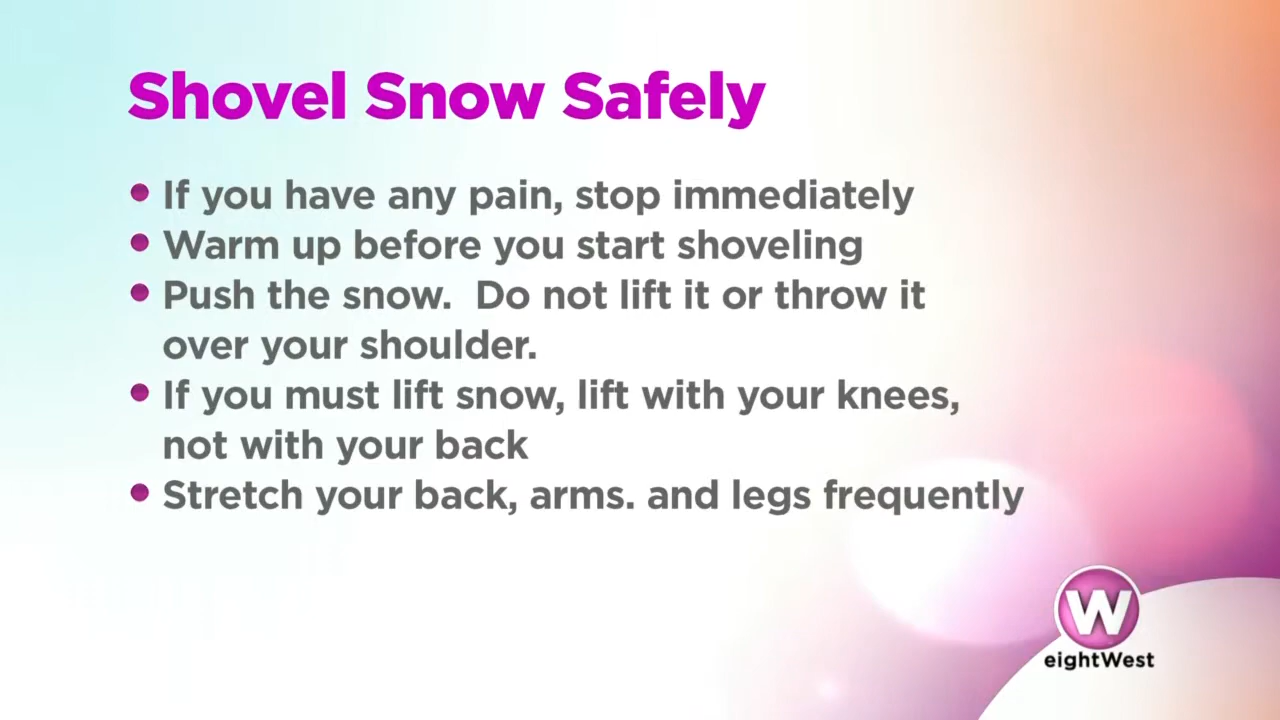 Shovel Snow Safely
• If you have any pain, stop immediately
• Warm up before you start shoveling
• Push the snow.  Do not lift it or throw it
over your shoulder.
• If you must lift snow, lift with your knees,
not with your back
• Stretch your back, arms. and legs frequently
W
eightWest